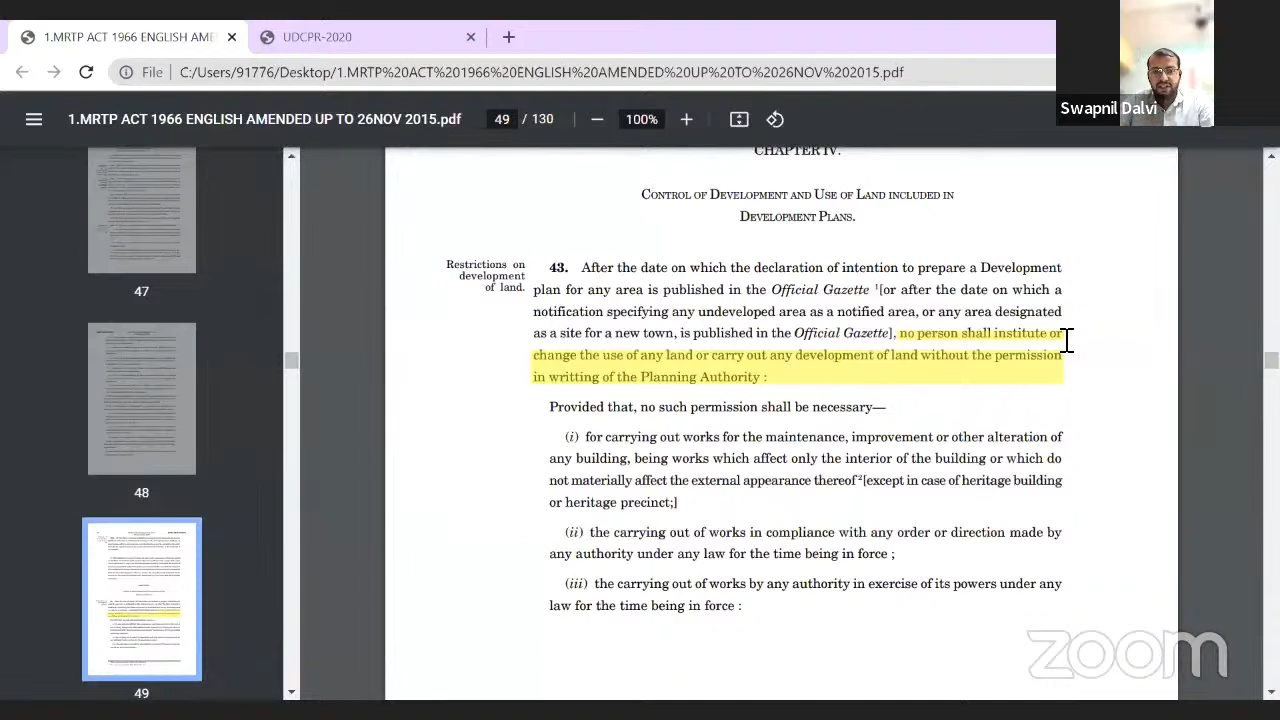 1.MRTP ACT 1966 ENGLISH AME
UDCPR-2020
File
C:/Users/91776/Desktop/1.MRTP%20ACT%201966%20ENGLISH%20AMENDED%20UP%20TO%2026NOV%202015.pdf
Swapnil Dalvi
1.MRTP ACT 1966 ENGLISH AMENDED UP TO 26NOV 2015.pdf
49 / 130
100%
47
48
49
CHAPTER IV.
CONTROL OF DEVELOPMENT AND USE OF LAND INCLUDED IN
DEVELOPMENT PLANS.
Restrictions on
development
of land.
43. After the date on which the declaration of intention to prepare a Development
plan for any area is published in the Official Gazette 1[or after the date on which a
notification specifying any undeveloped area as a notified area, or any area designated
as a site for a new town, is published in the Official Gazette], no person shall institute or
change the use of any land or carry out any development of land without the permission
in writting of the Planning Authority :
Provided that, no such permission shall be necessary—
(i) for carrying out works for the maintenance, improvement or other alteration of
any building, being works which affect only the interior of the building or which do
not materially affect the external appearance thereof 2[except in case of heritage building
or heritage precinct;]
(ii) the carrying out of works in compliance with any order or direction made by
any authority under any law for the time being in force ;
(iii) the carrying out of works by any authority in exercise of its powers under any
law for the time being in force.
zoom